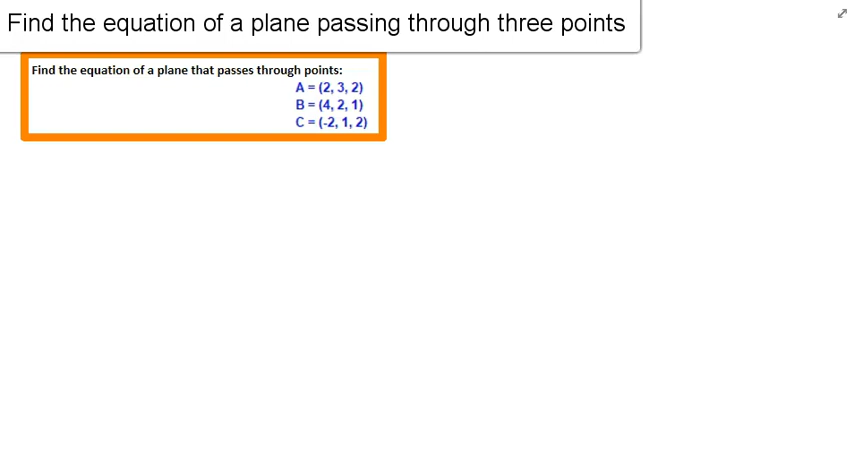 Find the equation of a plane passing through three points
Find the equation of a plane that passes through points:
A = (2, 3, 2)
B = (4, 2, 1)
C = (-2, 1, 2)